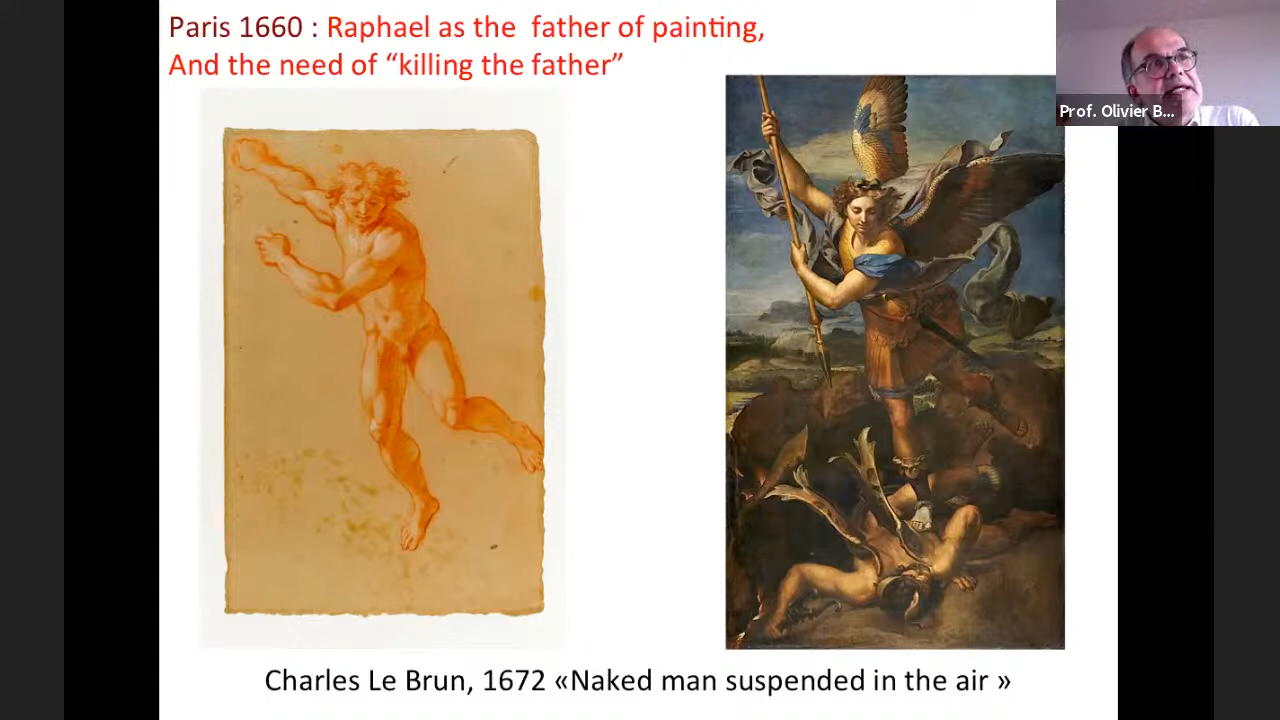 Paris 1660 : Raphael as the father of painting,
And the need of “killing the father”
Prof. Olivier B...
Charles Le Brun, 1672 «Naked man suspended in the air »